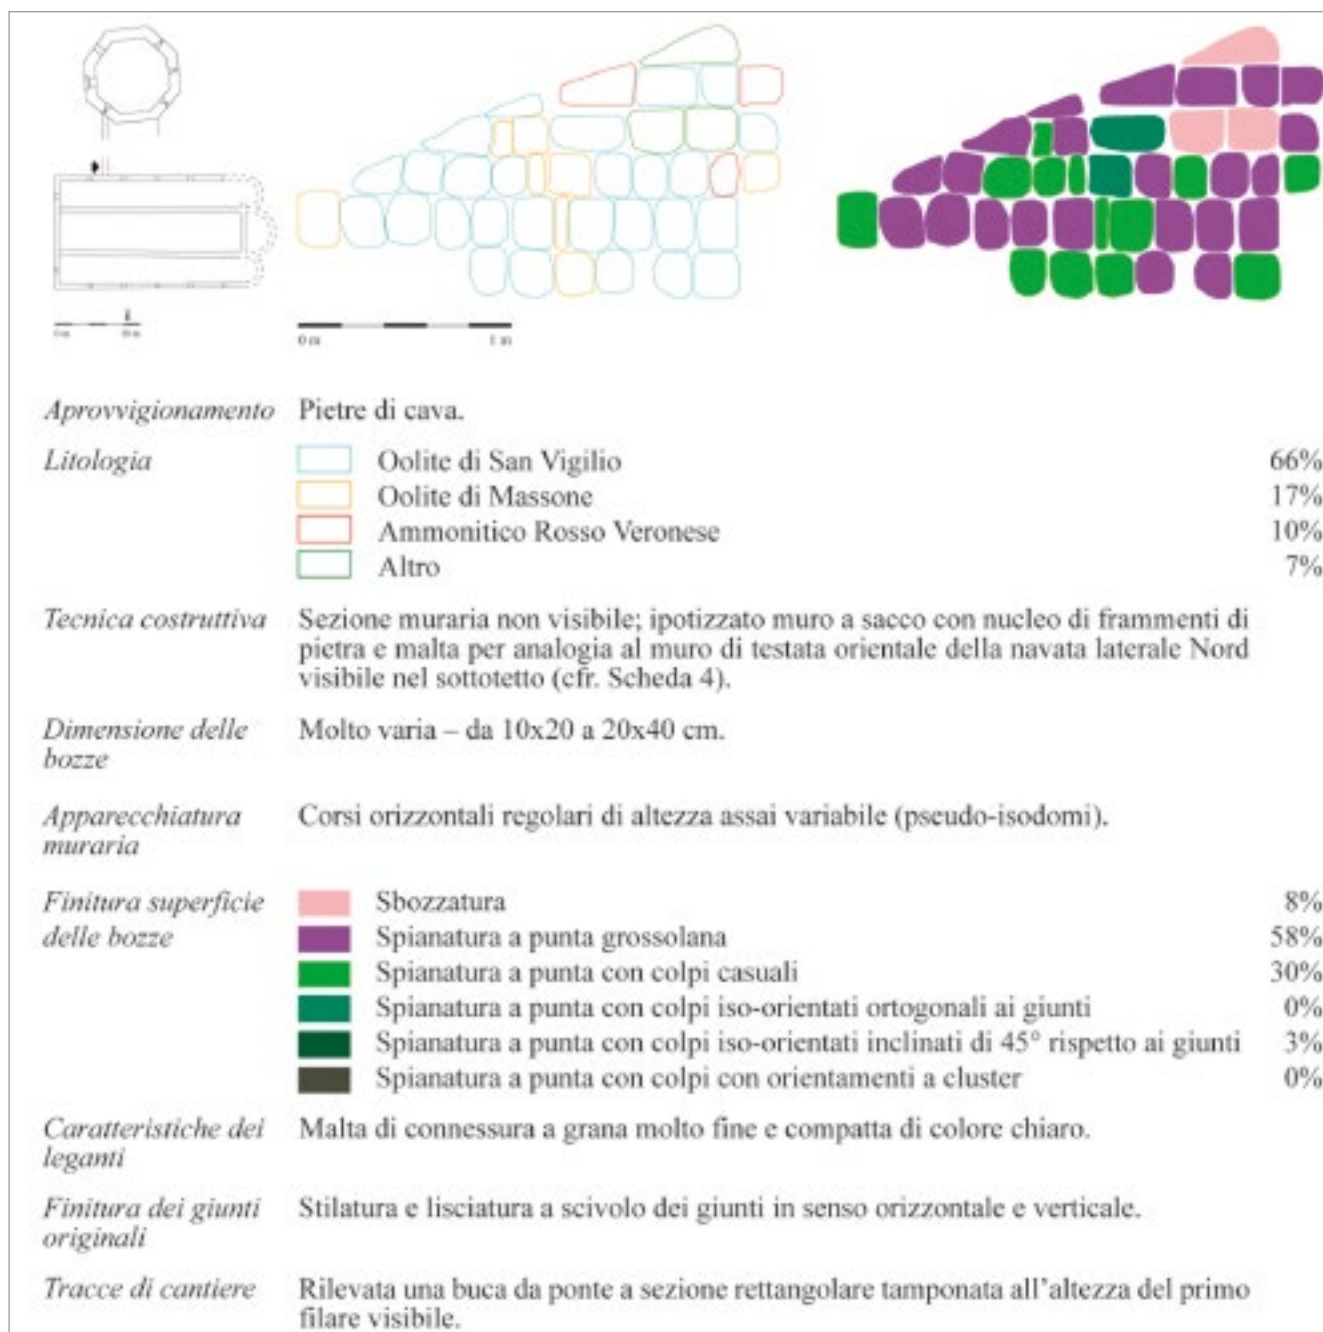 0 m
1 m
Aprovvigionamento Pietre di cava.
Litologia
Oolite di San Vigilio 66%
Oolite di Massone 17%
Ammonitico Rosso Veronese 10%
Altro 7%
Tecnica costruttiva Sezione muraria non visibile; ipotizzato muro a sacco con nucleo di frammenti di
pietra e malta per analogia al muro di testata orientale della navata laterale Nord
visibile nel sottotetto (cfr. Scheda 4).
Dimensione delle Molto varia – da 10x20 a 20x40 cm.
bozze
Apparecchiatura Corsi orizzontali regolari di altezza assai variabile (pseudo-isodomi).
muraria
Finitura superficie Sbozzatura 8%
delle bozze Spianatura a punta grossolana 58%
Spianatura a punta con colpi casuali 30%
Spianatura a punta con colpi iso-orientati ortogonali ai giunti 0%
Spianatura a punta con colpi iso-orientati inclinati di 45° rispetto ai giunti 3%
Spianatura a punta con colpi con orientamenti a cluster 0%
Caratteristiche dei Malta di connessura a grana molto fine e compatta di colore chiaro.
leganti
Finitura dei giunti Stilatura e lisciatura a scivolo dei giunti in senso orizzontale e verticale.
originali
Tracce di cantiere Rilevata una buca da ponte a sezione rettangolare tamponata all'altezza del primo
filare visibile.